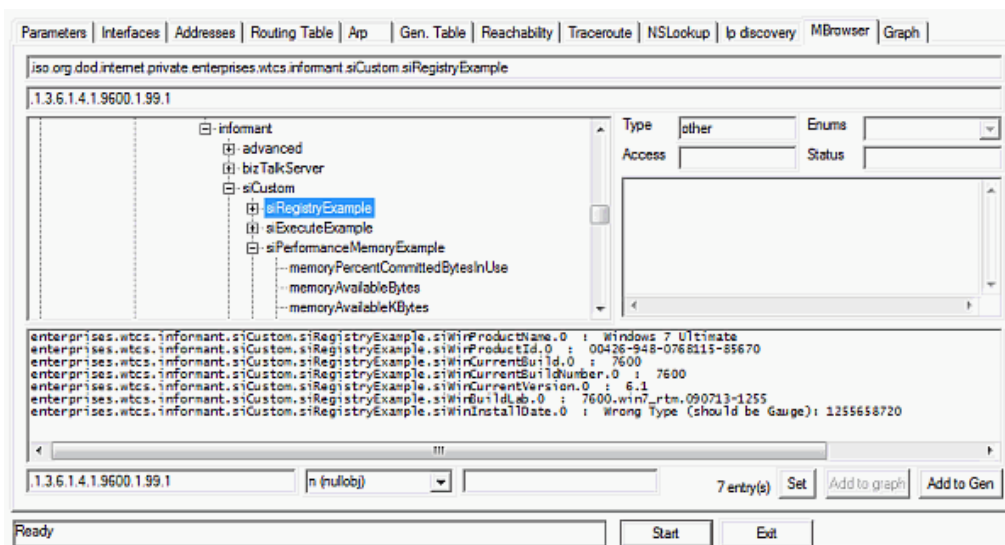 Parameters Interfaces Addresses Routing Table Arp Gen. Table Reachability Traceroute NSLookup Ip discovery MBrowser Graph
.iso.org.dod.internet.private.enterprises.wtcs.informant.siCustom.siRegistryExample
.1.3.6.1.4.1.9600.1.99.1
informant
advanced
bizTalkServer
siCustom
siRegistryExample
siExecuteExample
siPerformanceMemoryExample
memoryPercentCommittedBytesInUse
memoryAvailableBytes
memoryAvailableKBytes
Type other Enums
Access Status
enterprises.wtcs.informant.siCustom.siRegistryExample.siWinProductName.0 : Windows 7 Ultimate
enterprises.wtcs.informant.siCustom.siRegistryExample.siWinProductId.0 : 00426-948-0768115-85670
enterprises.wtcs.informant.siCustom.siRegistryExample.siWinCurrentBuild.0 : 7600
enterprises.wtcs.informant.siCustom.siRegistryExample.siWinCurrentBuildNumber.0 : 7600
enterprises.wtcs.informant.siCustom.siRegistryExample.siWinCurrentVersion.0 : 6.1
enterprises.wtcs.informant.siCustom.siRegistryExample.siWinBuildLab.0 : 7600.win7_rtm.090713-1255
enterprises.wtcs.informant.siCustom.siRegistryExample.siWinInstallDate.0 : Wrong Type (should be Gauge): 1255658720
.1.3.6.1.4.1.9600.1.99.1 n (nullobj) 7 entry(s) Set Add to graph Add to Gen
Ready Start Exit